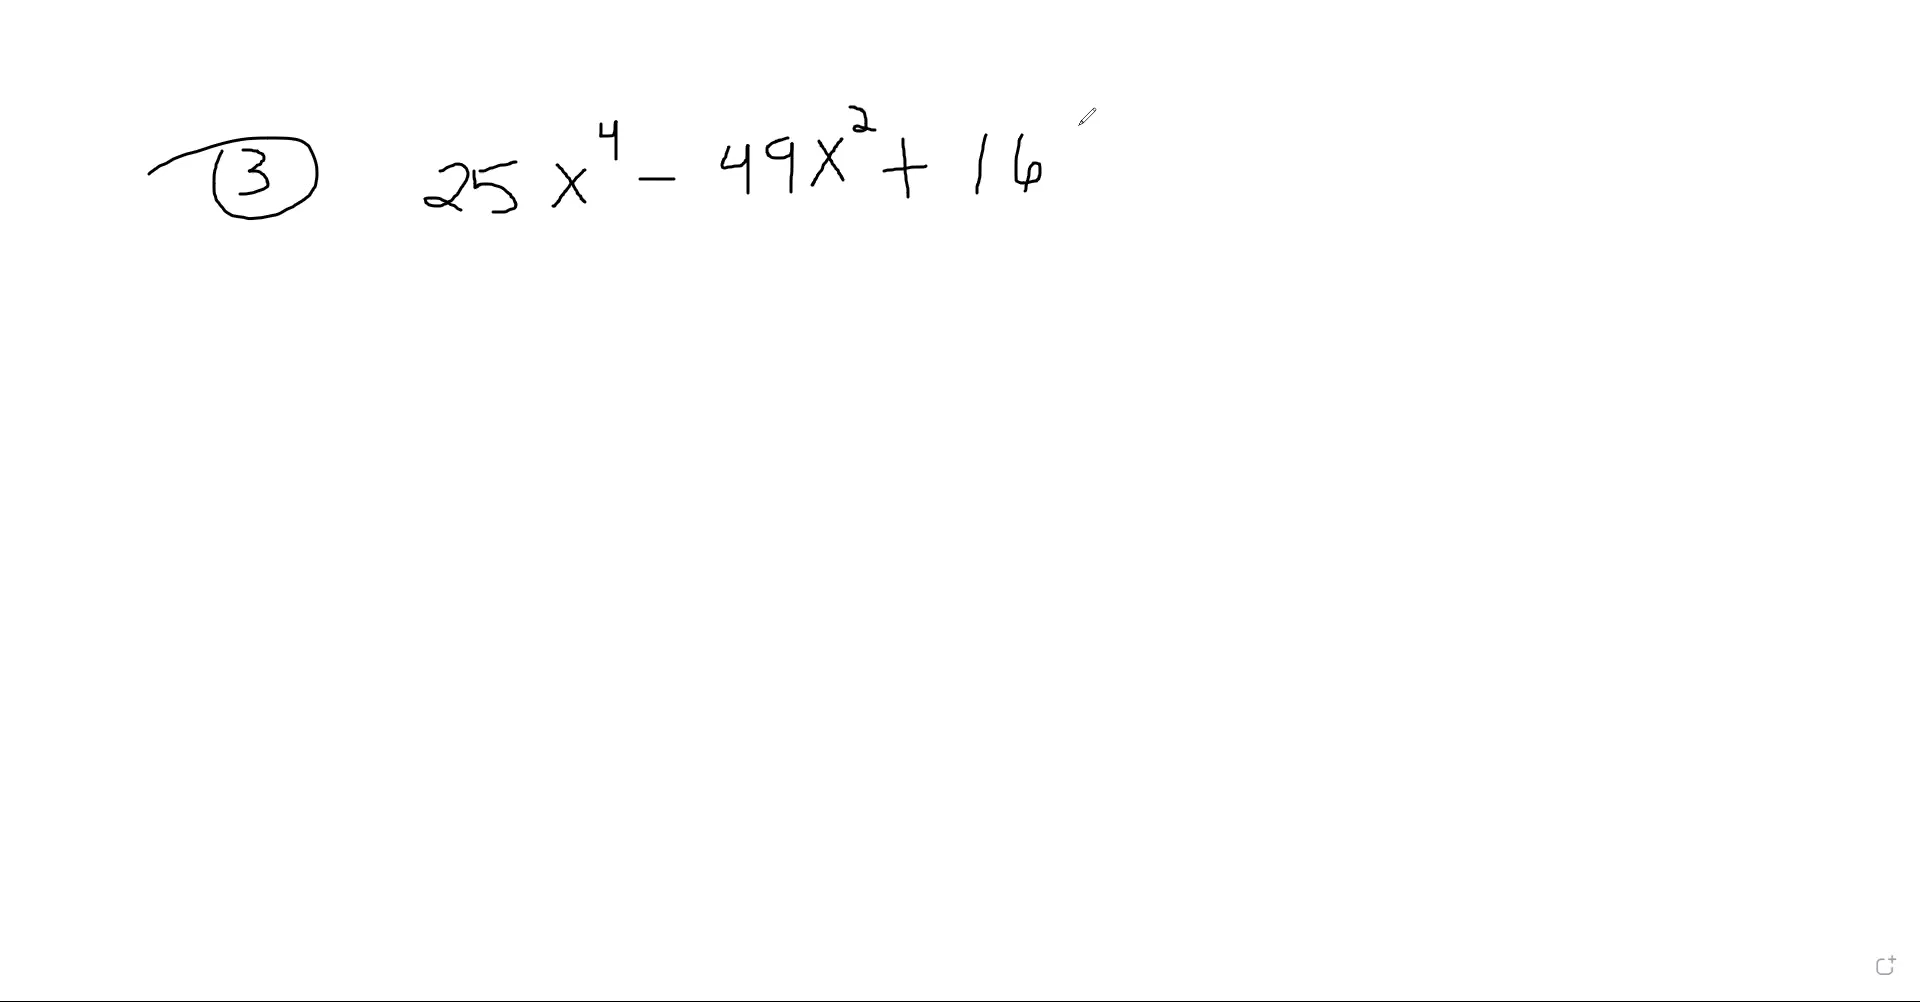 ③ 25x⁴ - 49x² + 16